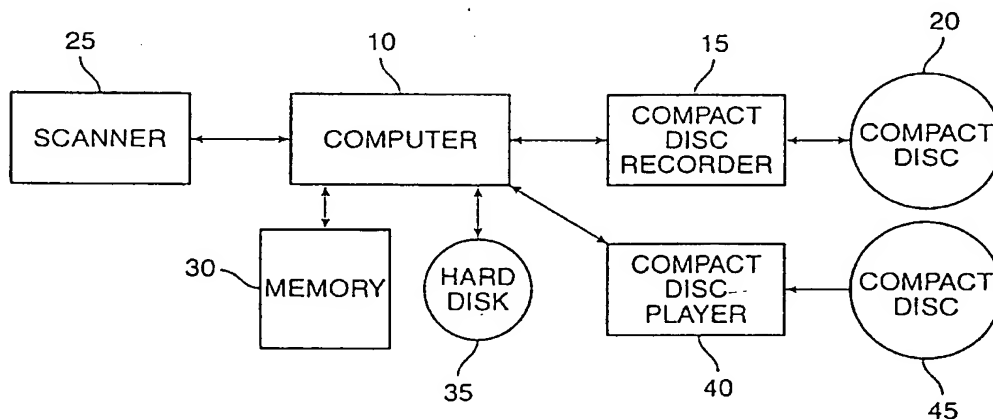 25
10
15
20
SCANNER
COMPUTER
COMPACT
DISC
RECORDER
COMPACT
DISC
30
MEMORY
HARD
DISK
COMPACT
DISC
PLAYER
COMPACT
DISC
35
40
45